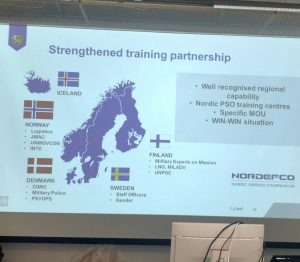 Strengthened training partnership
ICELAND
NORWAY
• Logistics
• JMAC
• UNMOVCON
• INTC
DENMARK
• CIMIC
• Military Police
• PSYOPS
SWEDEN
• Staff Officers
• Gender
FINLAND
• Military Experts on Mission
• LNO, MILADV
• UNPOC
• Well recognised regional
capability
• Nordic PSO training centres
• Specific MOU
• WIN-WIN situation
NORDEFCO
NORDIC DEFENCE COOPERATION